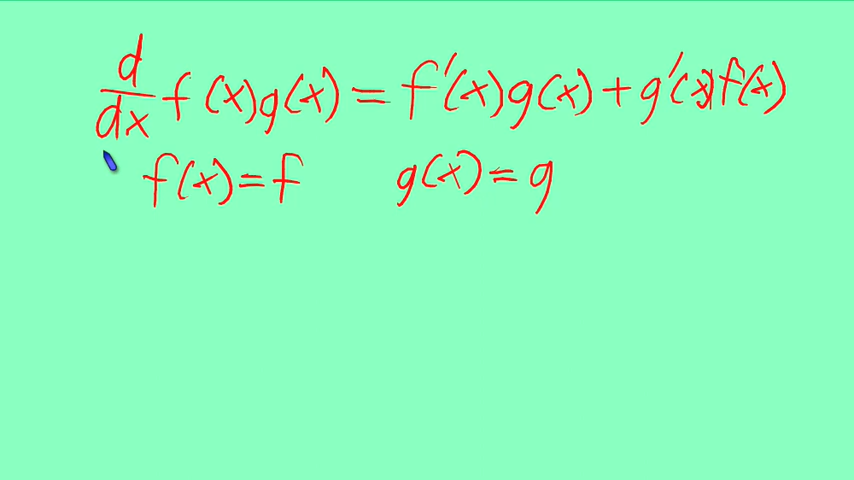 d/dx f(x)g(x) = f'(x)g(x) + g'(x)f(x)
f(x) = f g(x) = g